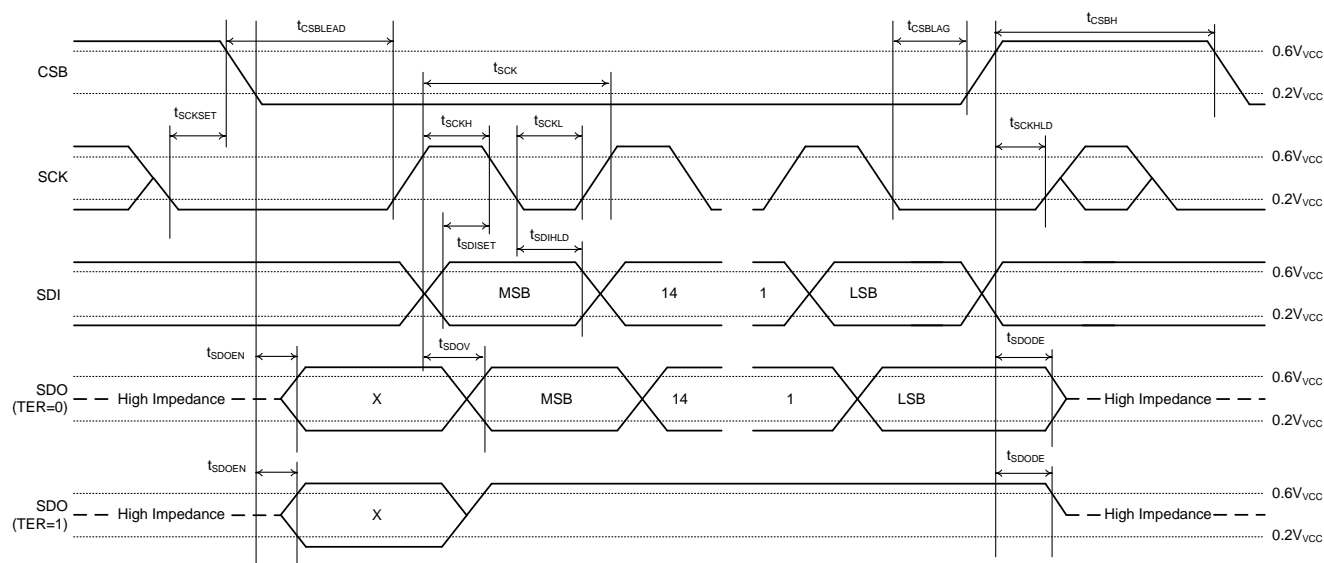 tCSBLEAD tCSBLAG tCSBH
CSB 0.6VVCC
tSCK
0.2VVCC
tSCKSET tSCKH tSCKL tSCKHLD
SCK 0.6VVCC
0.2VVCC
tSDISET tSDIHLD
SDI MSB 14 1 LSB 0.6VVCC
0.2VVCC
tSDOEN tSDOV tSDODE
SDO
(TER=0) High Impedance X MSB 14 1 LSB High Impedance 0.6VVCC
0.2VVCC
tSDOEN tSDODE
SDO
(TER=1) High Impedance X High Impedance 0.6VVCC
0.2VVCC